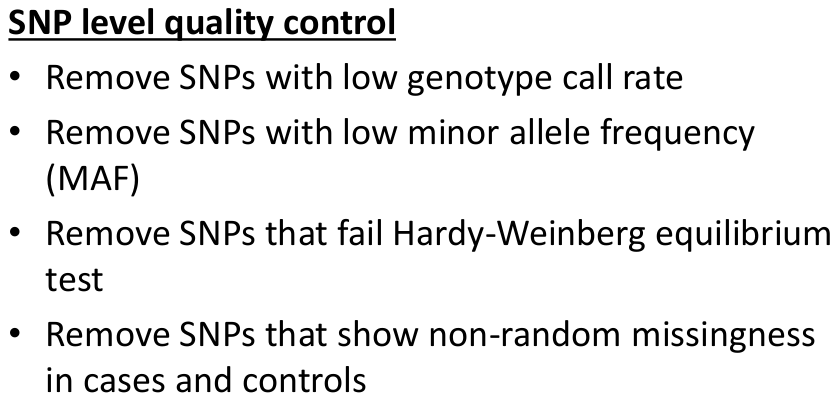 SNP level quality control
• Remove SNPs with low genotype call rate
• Remove SNPs with low minor allele frequency
(MAF)
• Remove SNPs that fail Hardy-Weinberg equilibrium
test
• Remove SNPs that show non-random missingness
in cases and controls